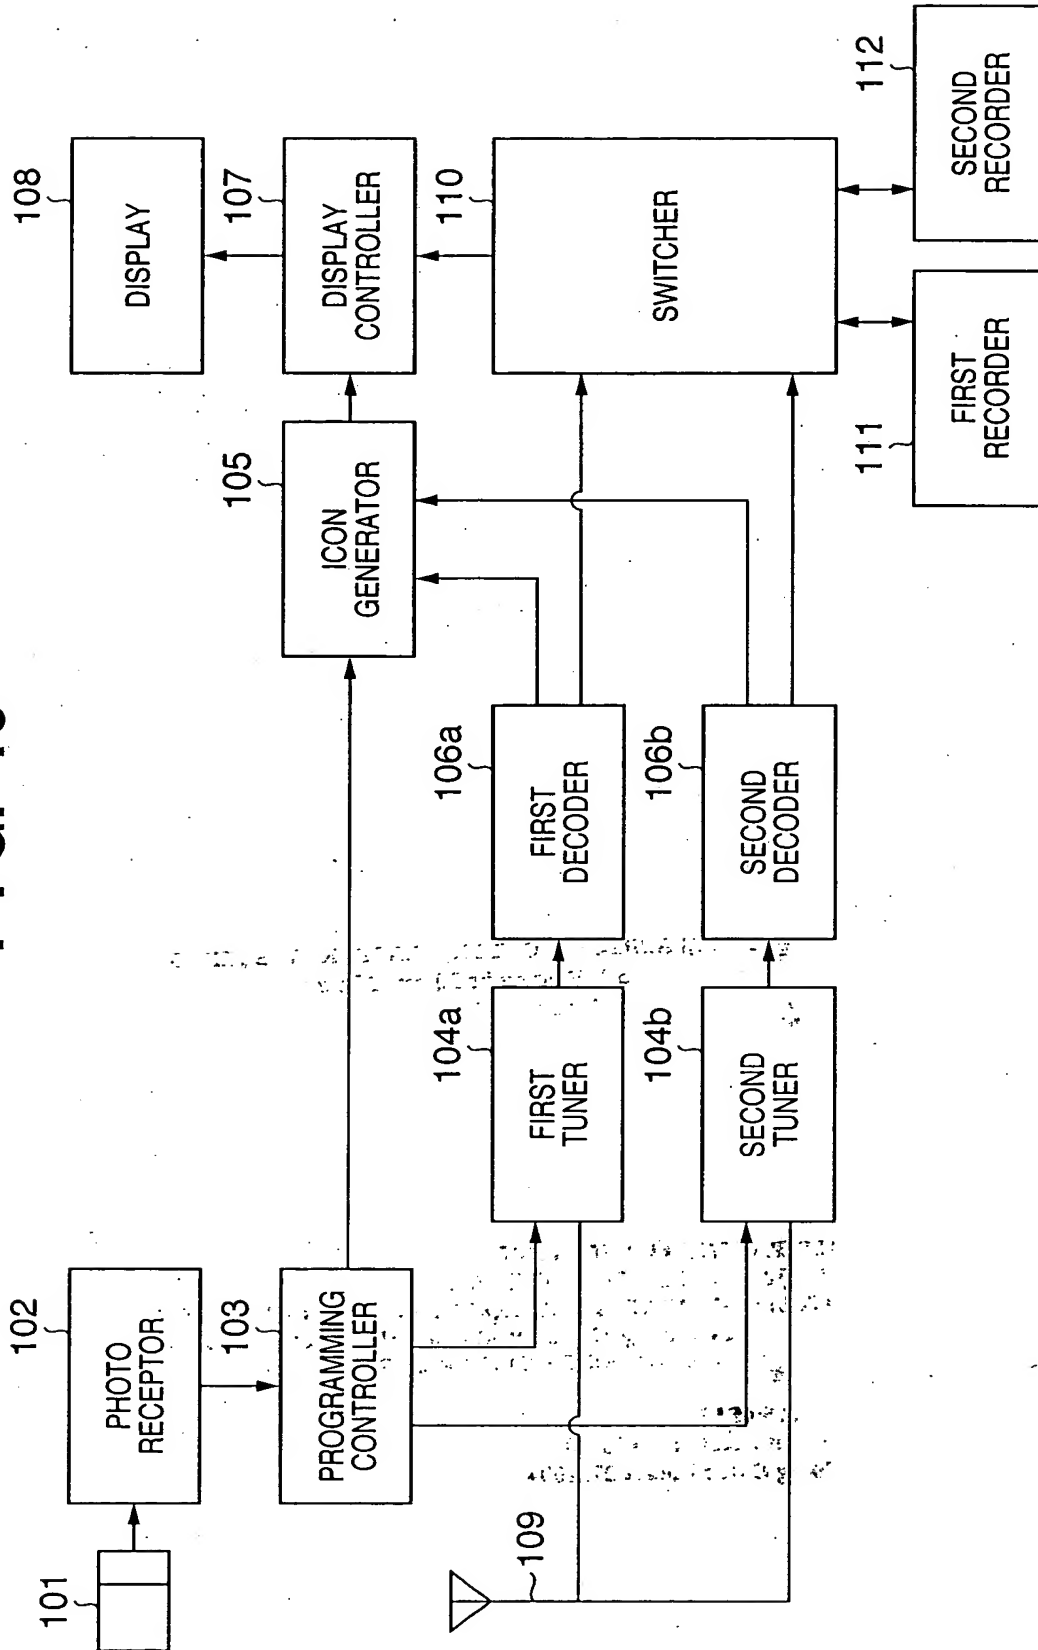 101
102
PHOTO
RECEPTOR
103
PROGRAMMING
CONTROLLER
109
104a
FIRST
TUNER
104b
SECOND
TUNER
106a
FIRST
DECODER
106b
SECOND
DECODER
105
ICON
GENERATOR
108
DISPLAY
107
DISPLAY
CONTROLLER
110
SWITCHER
111
FIRST
RECORDER
112
SECOND
RECORDER